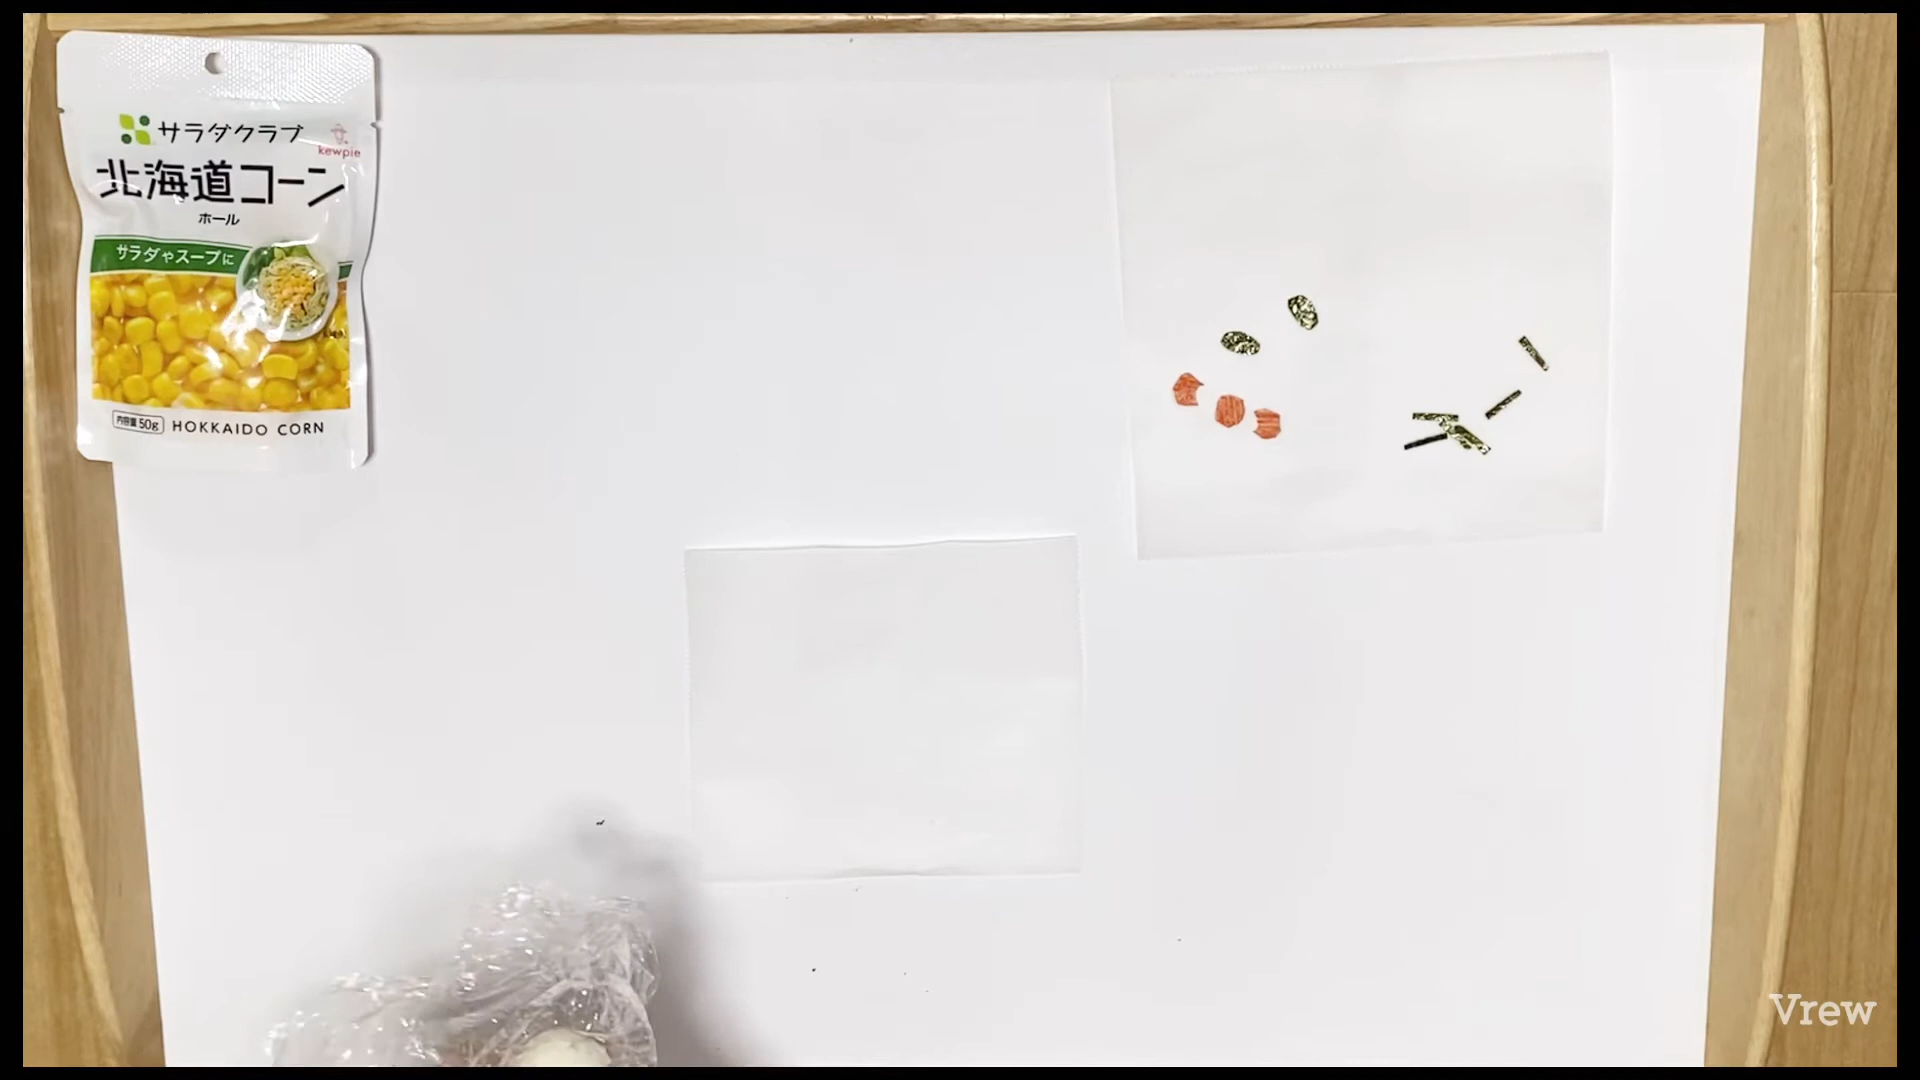 サラダクラブ
kewpie
北海道コーン
ホール
サラダやスープに
内容量50g
HOKKAIDO CORN
Vrew